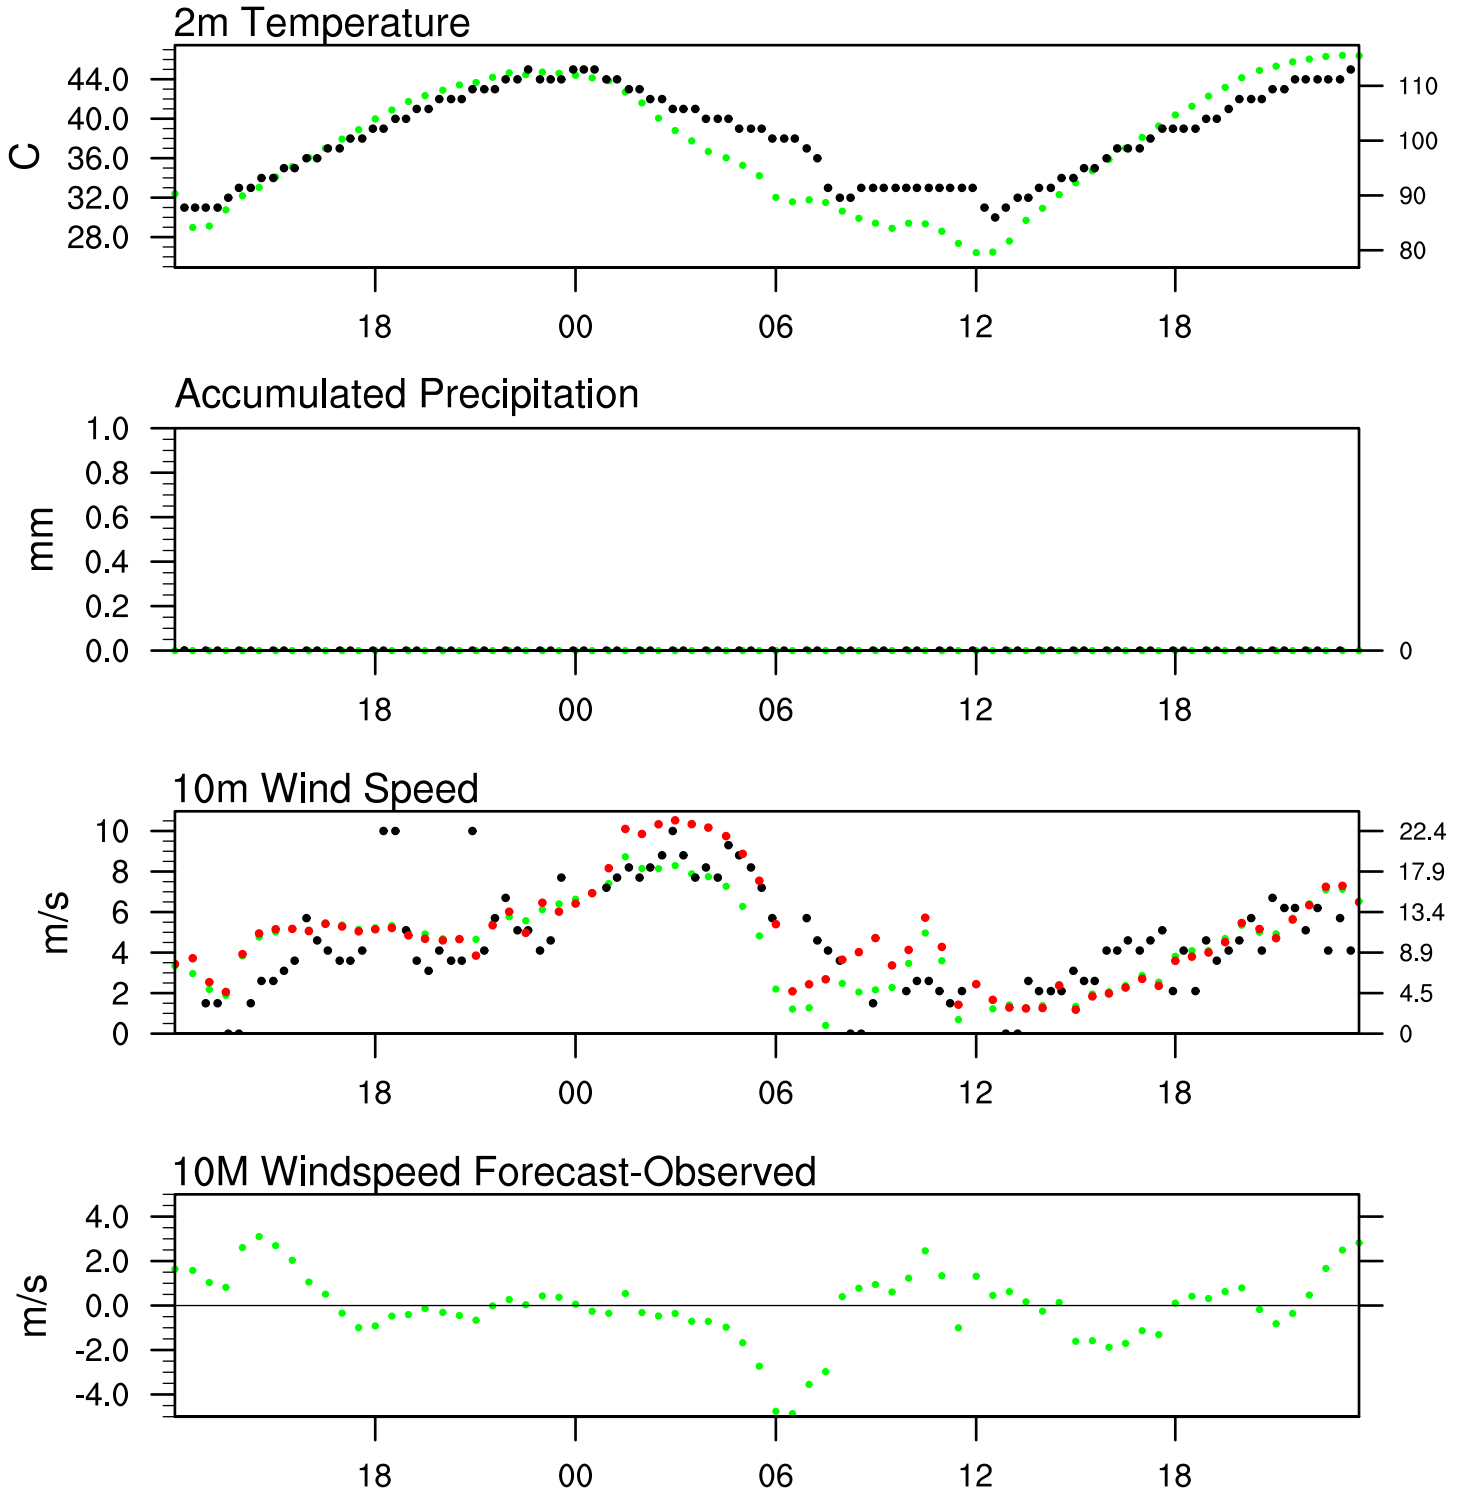 2m Temperature
44.0
40.0
36.0
32.0
28.0
C
110
100
90
80
18 00 06 12 18
Accumulated Precipitation
1.0
0.8
0.6
0.4
0.2
0.0
mm
0
18 00 06 12 18
10m Wind Speed
10
8
6
4
2
0
m/s
22.4
17.9
13.4
8.9
4.5
0
18 00 06 12 18
10M Windspeed Forecast-Observed
4.0
2.0
0.0
-2.0
-4.0
m/s
18 00 06 12 18